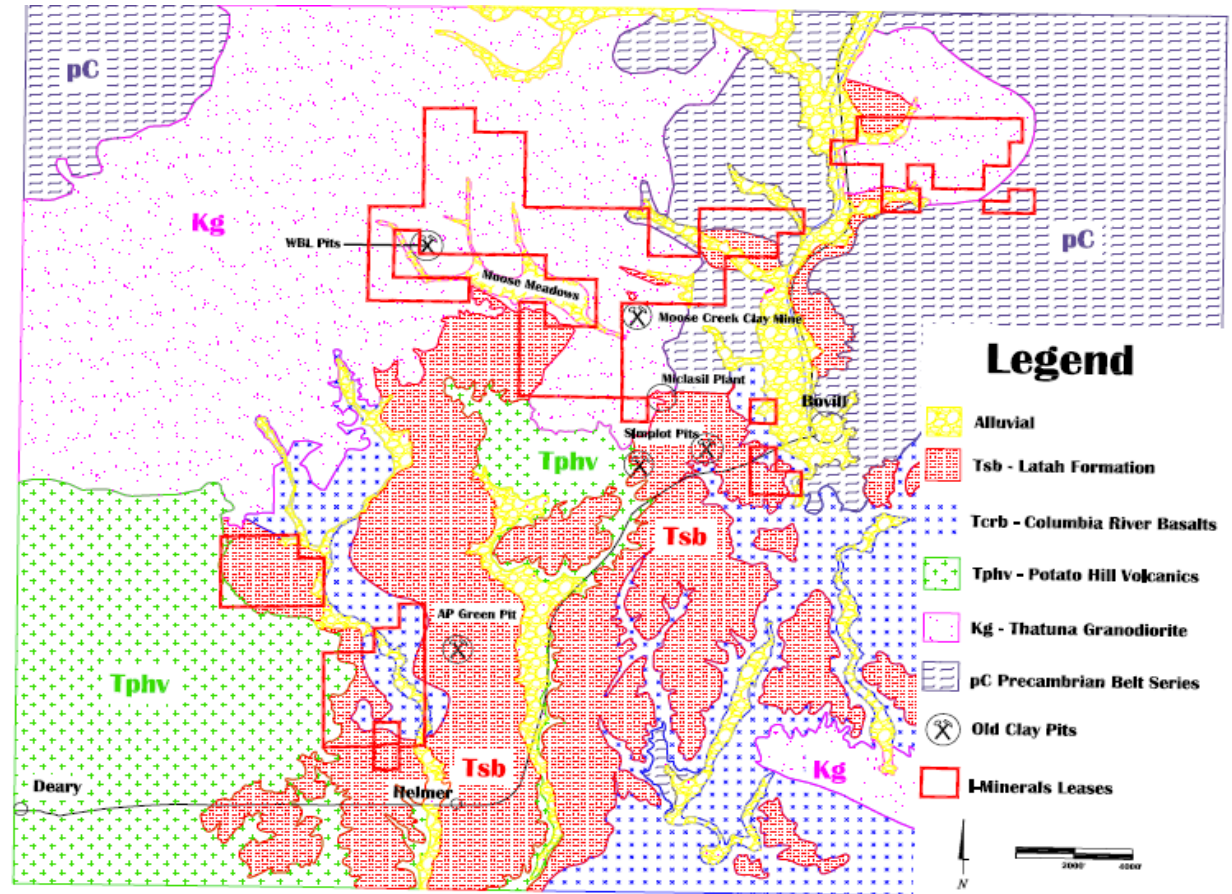 pC
Kg
WBL Pits
Moose Meadows
pC
Moose Creek Clay Mine
Miclasil Plant
Bovill
Simplot Pits
Tphv
Tsb
AP Green Pit
Tphv
Tsb
Kg
Deary
Helmer
Legend
Alluvial
Tsb - Latah Formation
Tcrb - Columbia River Basalts
Tphv - Potato Hill Volcanics
Kg - Thatuna Granodiorite
pC Precambrian Belt Series
Old Clay Pits
I-Minerals Leases
N
2000'
4000'